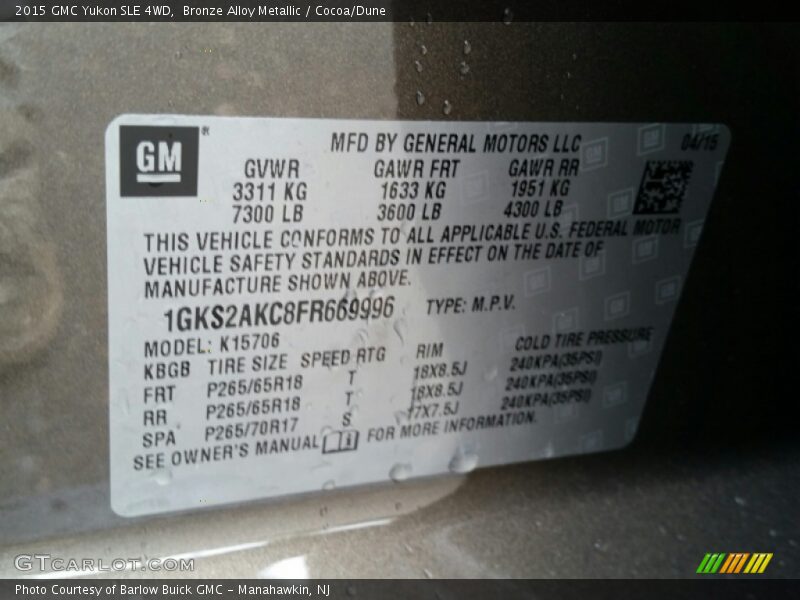 2015 GMC Yukon SLE 4WD, Bronze Alloy Metallic / Cocoa/Dune
GM®
MFD BY GENERAL MOTORS LLC 04/15
GVWR GAWR FRT GAWR RR
3311 KG 1633 KG 1951 KG
7300 LB 3600 LB 4300 LB
THIS VEHICLE CONFORMS TO ALL APPLICABLE U.S. FEDERAL MOTOR
VEHICLE SAFETY STANDARDS IN EFFECT ON THE DATE OF
MANUFACTURE SHOWN ABOVE.
1GKS2AKC8FR669996 TYPE: M.P.V.
MODEL: K15706
KBGB TIRE SIZE SPEED RTG RIM COLD TIRE PRESSURE
FRT P265/65R18 T 18X8.5J 240KPA(35PSI)
RR P265/65R18 T 18X8.5J 240KPA(35PSI)
SPA P265/70R17 S 17X7.5J 240KPA(35PSI)
SEE OWNER'S MANUAL FOR MORE INFORMATION.
GTCarLot.com
Photo Courtesy of Barlow Buick GMC - Manahawkin, NJ